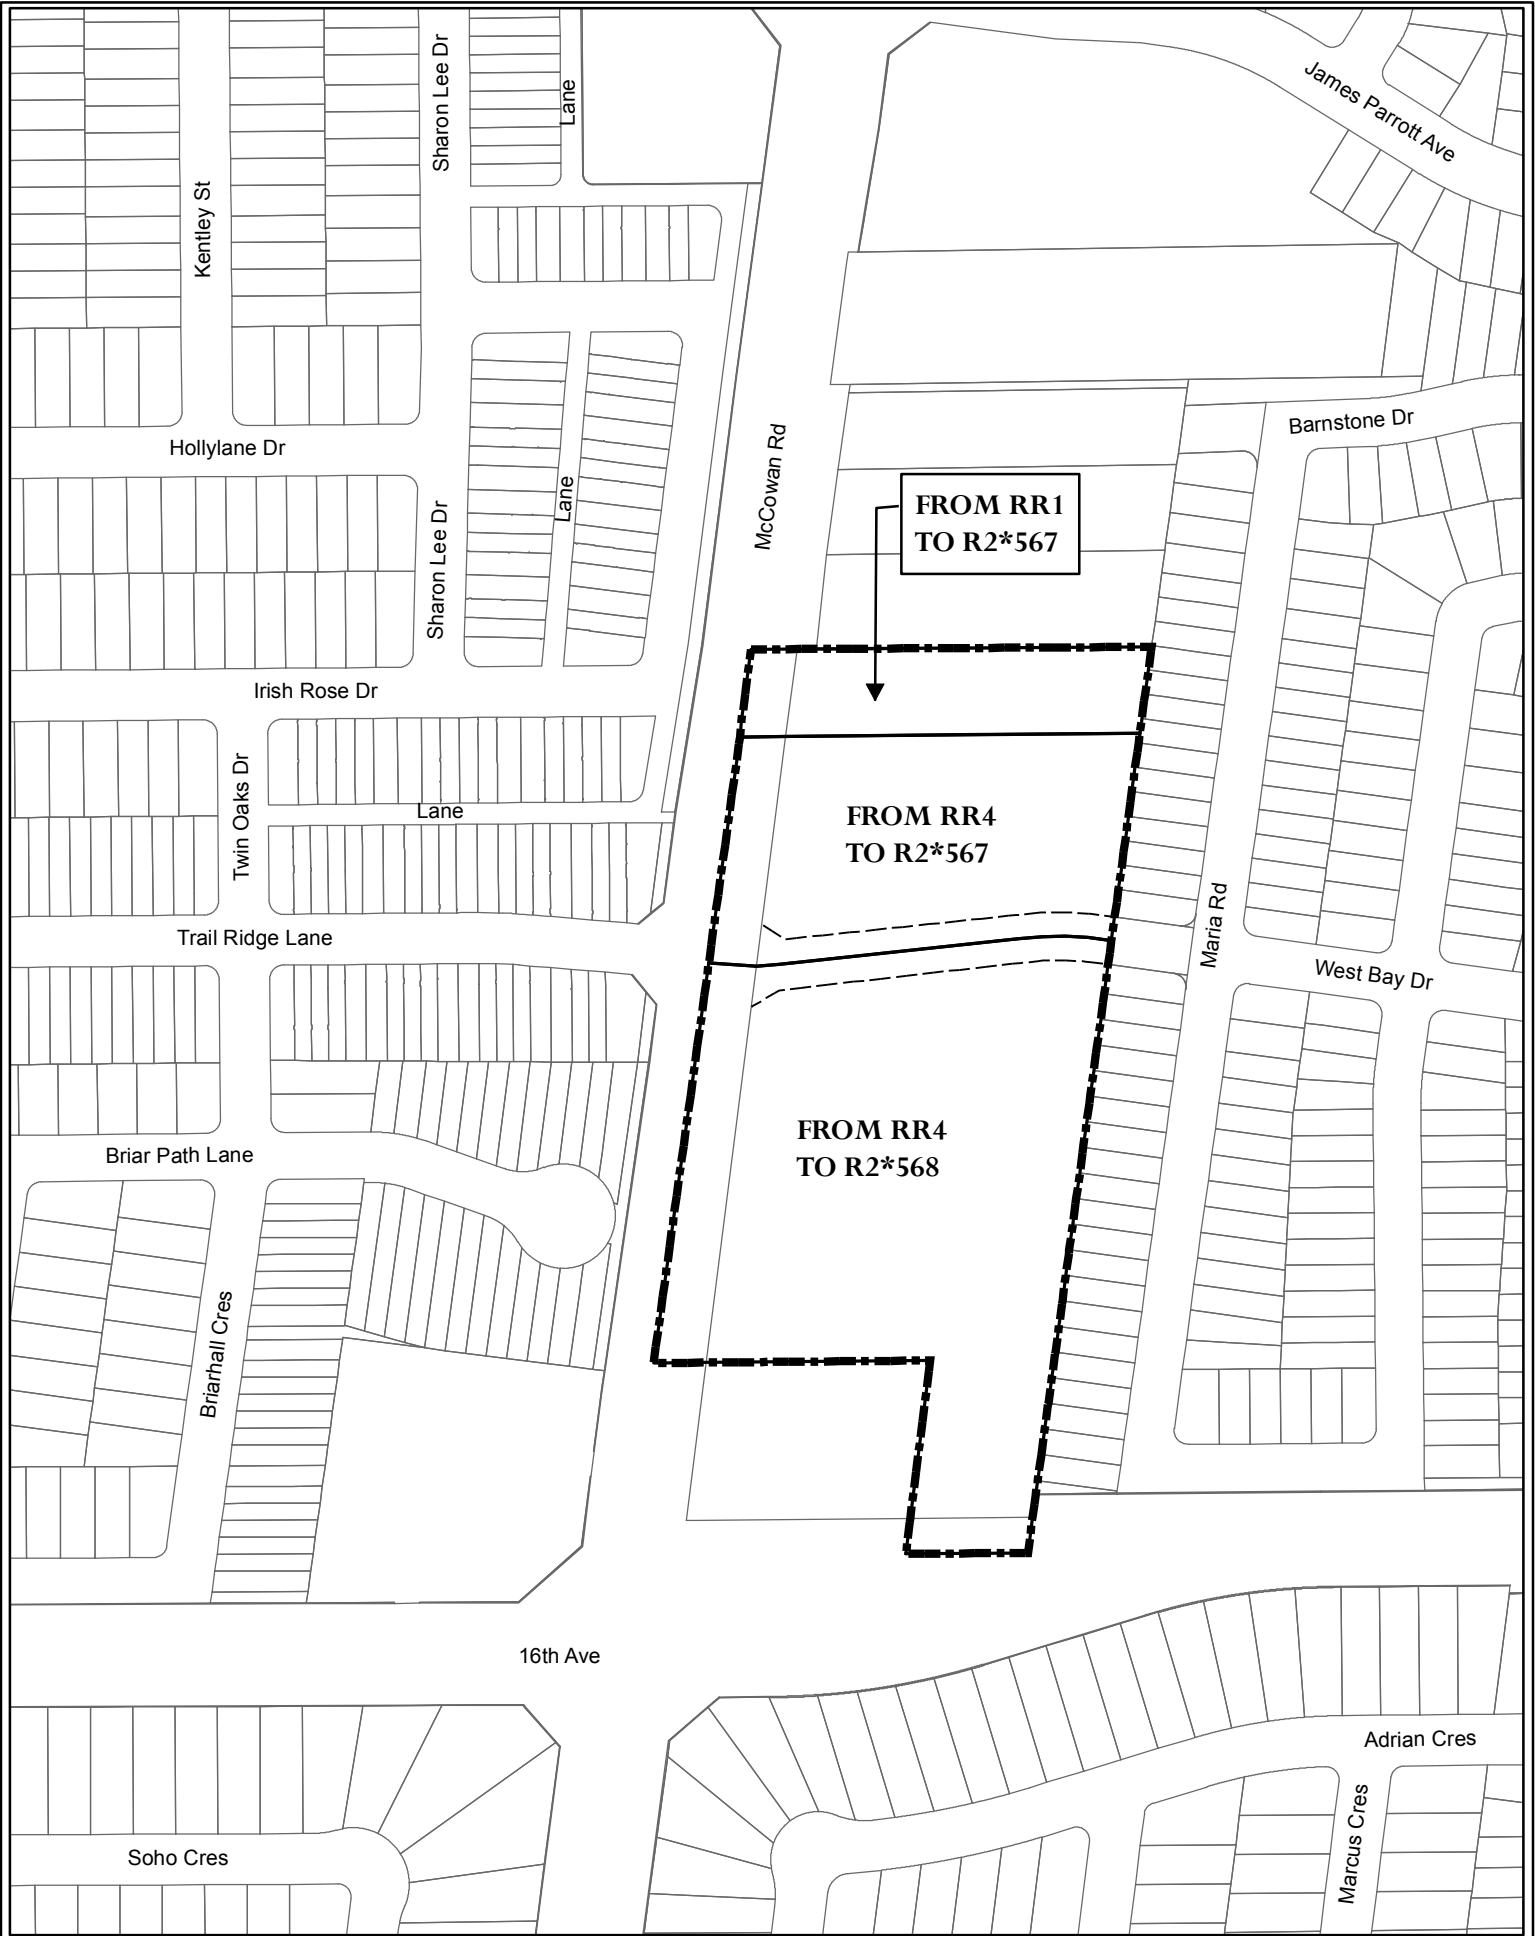 Sharon Lee Dr
Lane
James Parrott Ave
Kentley St
Barnstone Dr
Hollylane Dr
McCowan Rd
Lane
FROM RR1
TO R2*567
Sharon Lee Dr
Irish Rose Dr
Twin Oaks Dr
Lane
FROM RR4
TO R2*567
Maria Rd
Trail Ridge Lane
West Bay Dr
Briar Path Lane
FROM RR4
TO R2*568
Briarhall Cres
16th Ave
Adrian Cres
Marcus Cres
Soho Cres